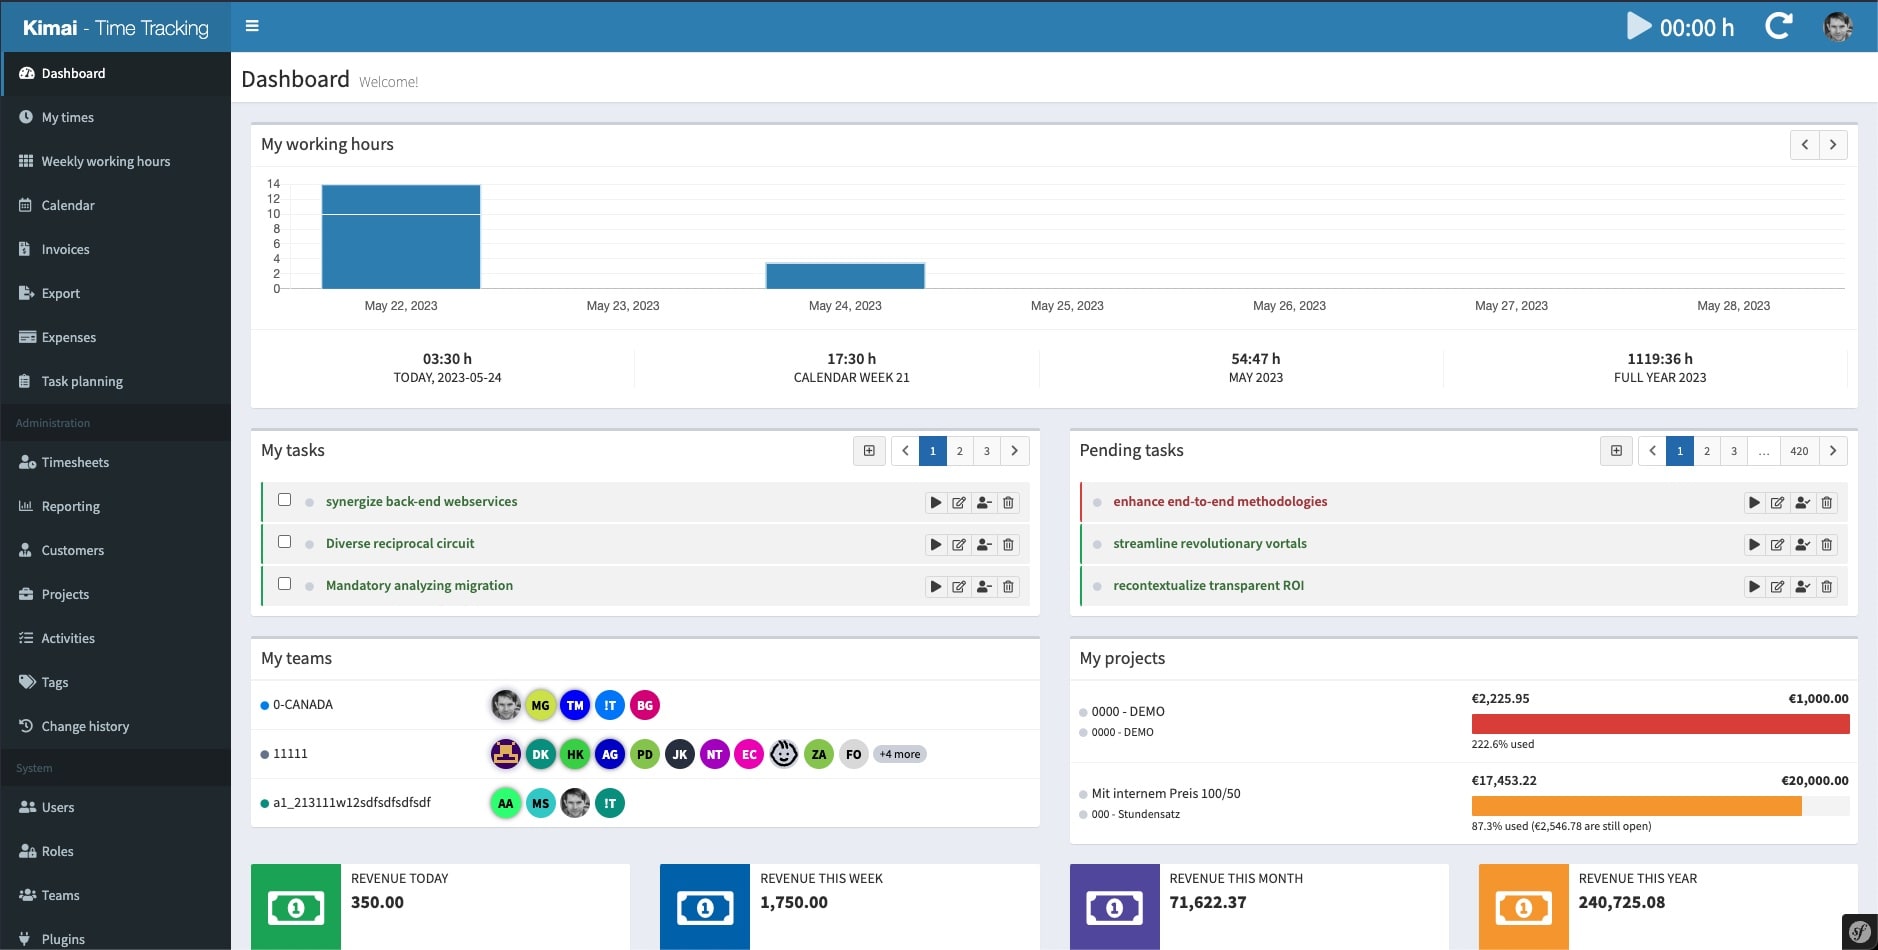 Kimai - Time Tracking
00:00 h
Dashboard
My times
Weekly working hours
Calendar
Invoices
Export
Expenses
Task planning
Administration
Timesheets
Reporting
Customers
Projects
Activities
Tags
Change history
System
Users
Roles
Teams
Plugins
Dashboard Welcome!
My working hours
14
12
10
8
6
4
2
0
May 22, 2023 May 23, 2023 May 24, 2023 May 25, 2023 May 26, 2023 May 27, 2023 May 28, 2023
03:30 h 17:30 h 54:47 h 1119:36 h
TODAY, 2023-05-24 CALENDAR WEEK 21 MAY 2023 FULL YEAR 2023
My tasks 1 2 3
synergize back-end webservices
Diverse reciprocal circuit
Mandatory analyzing migration
Pending tasks 1 2 3 ... 420
enhance end-to-end methodologies
streamline revolutionary vortals
recontextualize transparent ROI
My teams
0-CANADA MG TM !T BG
11111 DK HK AG PD JK NT EC ZA FO +4 more
a1_213111w12sdfsdfsdfsdf AA MS !T
My projects
0000 - DEMO
0000 - DEMO
€2,225.95 €1,000.00
222.6% used
Mit internem Preis 100/50
000 - Stundensatz
€17,453.22 €20,000.00
87.3% used (€2,546.78 are still open)
1
REVENUE TODAY
350.00
1
REVENUE THIS WEEK
1,750.00
1
REVENUE THIS MONTH
71,622.37
1
REVENUE THIS YEAR
240,725.08
sf